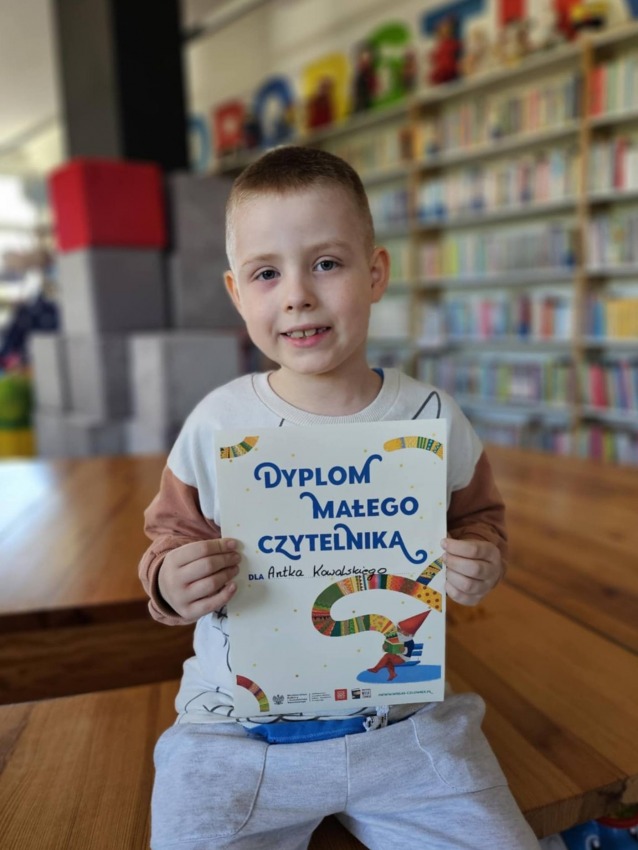 DYPLOM
MAŁEGO
CZYTELNIKA
DLA Antka Kowalskiego